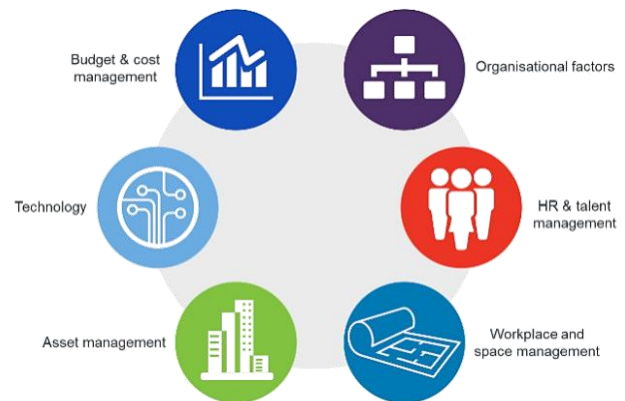 Budget & cost
management
Organisational factors
Technology
HR & talent
management
Asset management
Workplace and
space management